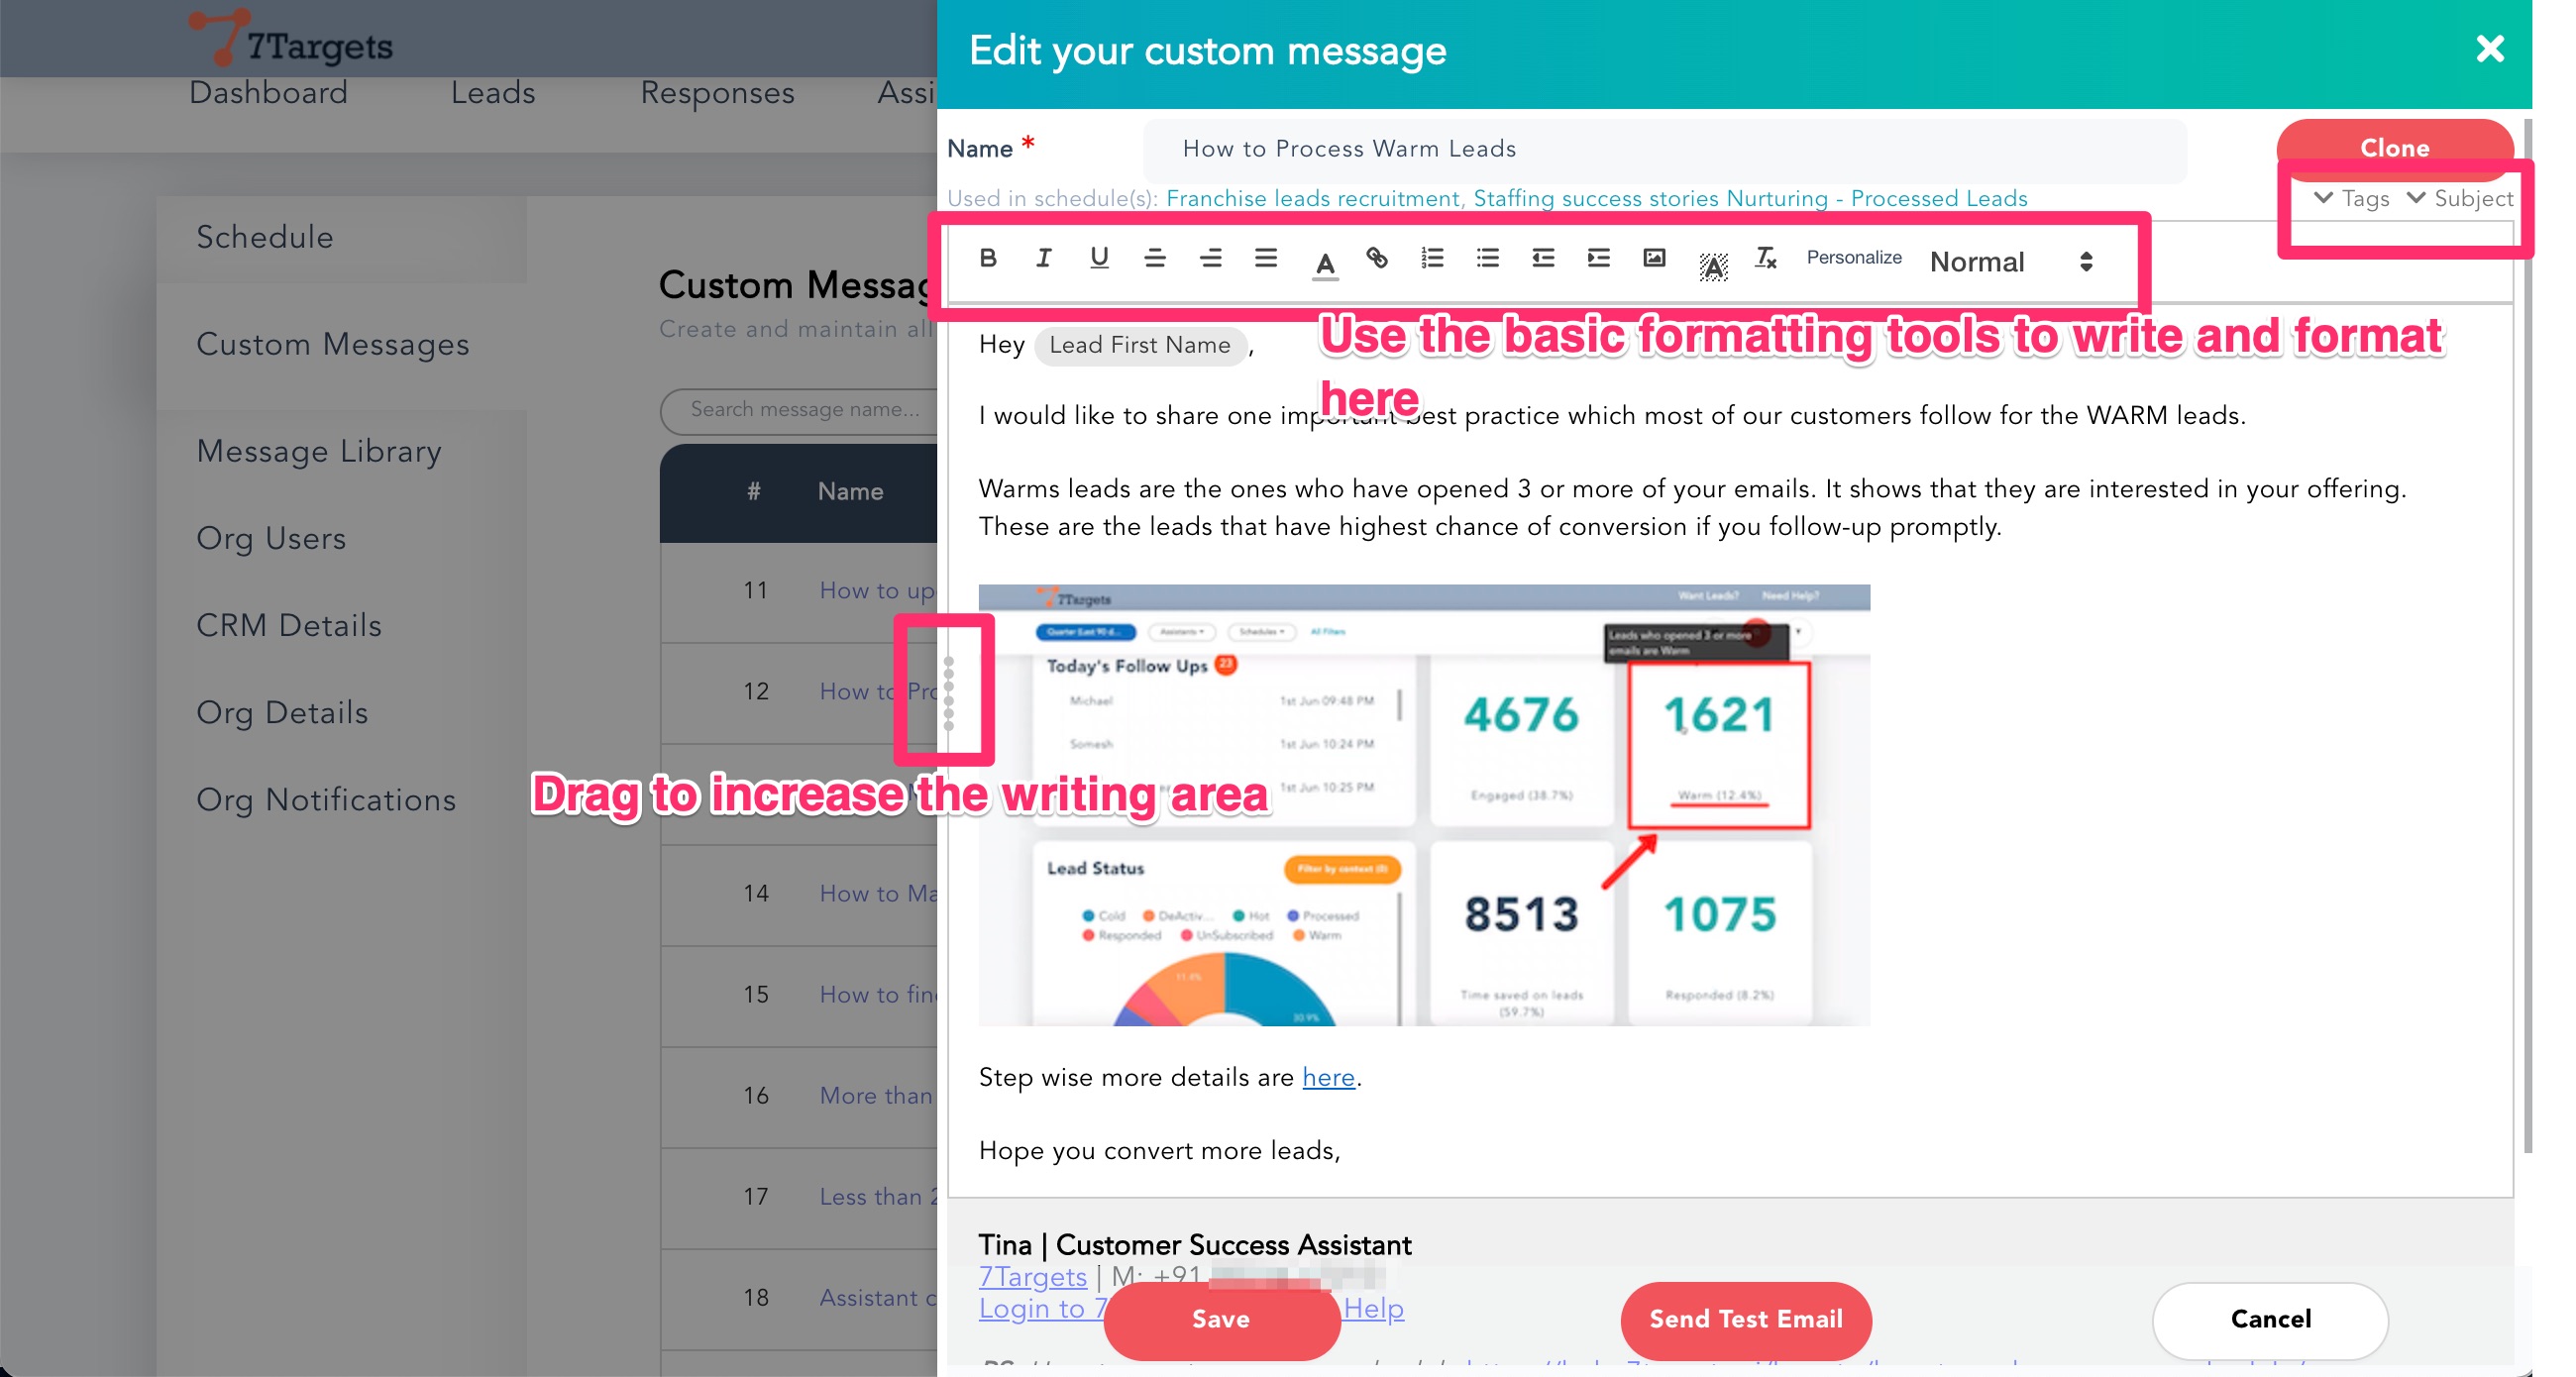 7Targets
Dashboard Leads Responses Assi
Schedule
Custom Messages
Message Library
Org Users
CRM Details
Org Details
Org Notifications
Custom Messag
Create and maintain all
Search message name...
# Name
11 How to up
12 How to Pro
14 How to Ma
15 How to fin
16 More than
17 Less than 2
18 Assistant c
Drag to increase the writing area
Edit your custom message
Name * How to Process Warm Leads Clone
Used in schedule(s): Franchise leads recruitment, Staffing success stories Nurturing - Processed Leads Tags Subject
B I U A A Tx Personalize Normal
Use the basic formatting tools to write and format
here
Hey Lead First Name,
I would like to share one important best practice which most of our customers follow for the WARM leads.
Warms leads are the ones who have opened 3 or more of your emails. It shows that they are interested in your offering.
These are the leads that have highest chance of conversion if you follow-up promptly.
7Targets Want Leads? Need Help?
Quarter (Last 90 d... Assistants Schedules All Filters
Leads who opened 3 or more
emails are Warm
Today's Follow Ups 23
Michael 1st Jun 09:48 PM
Somesh 1st Jun 10:24 PM
1st Jun 10:25 PM
4676
Engaged (38.7%)
1621
Warm (12.4%)
Lead Status Filter by context (0)
Cold DeActiv... Hot Processed
Responded UnSubscribed Warm
11.4%
30.9%
8513
Time saved on leads
(59.7%)
1075
Responded (8.2%)
Step wise more details are here.
Hope you convert more leads,
Tina | Customer Success Assistant
7Targets | M: +91
Login to 7 Help
Save Send Test Email Cancel